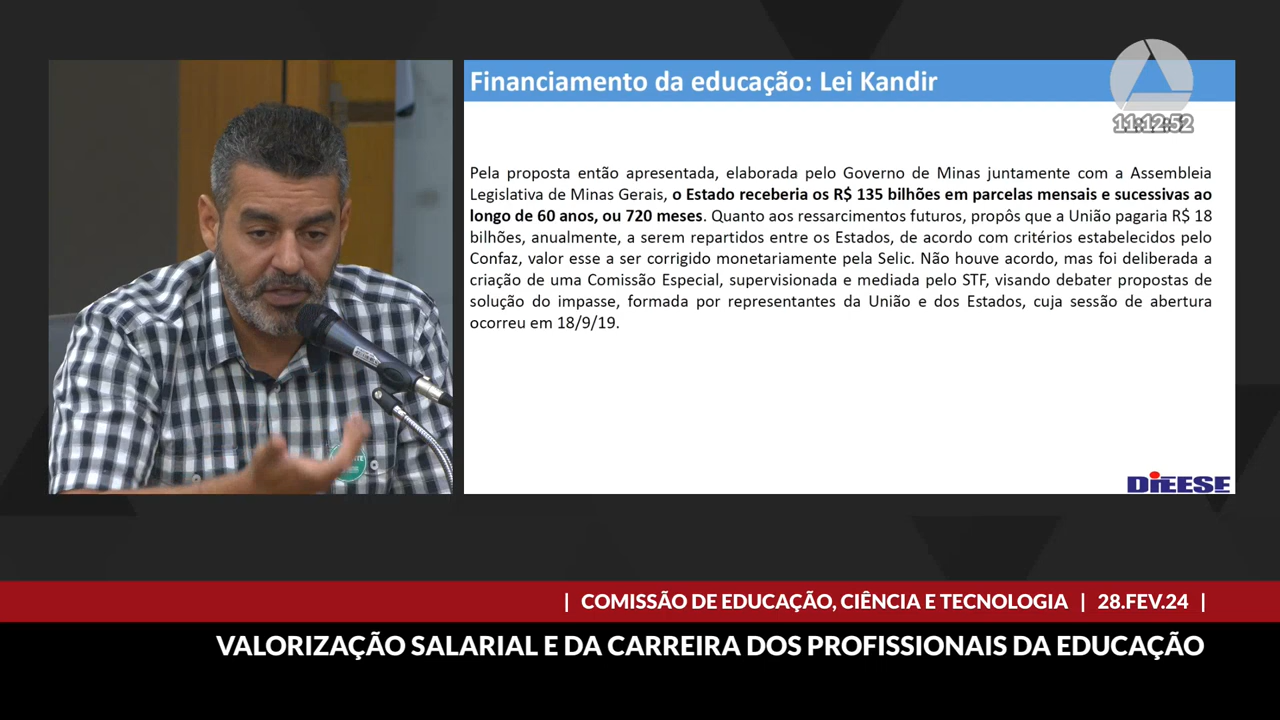 Financiamento da educação: Lei Kandir
11:12:52
Pela proposta então apresentada, elaborada pelo Governo de Minas juntamente com a Assembleia
Legislativa de Minas Gerais, o Estado receberia os R$ 135 bilhões em parcelas mensais e sucessivas ao
longo de 60 anos, ou 720 meses. Quanto aos ressarcimentos futuros, propôs que a União pagaria R$ 18
bilhões, anualmente, a serem repartidos entre os Estados, de acordo com critérios estabelecidos pelo
Confaz, valor esse a ser corrigido monetariamente pela Selic. Não houve acordo, mas foi deliberada a
criação de uma Comissão Especial, supervisionada e mediada pelo STF, visando debater propostas de
solução do impasse, formada por representantes da União e dos Estados, cuja sessão de abertura
ocorreu em 18/9/19.
DIEESE
| COMISSÃO DE EDUCAÇÃO, CIÊNCIA E TECNOLOGIA | 28.FEV.24 |
VALORIZAÇÃO SALARIAL E DA CARREIRA DOS PROFISSIONAIS DA EDUCAÇÃO